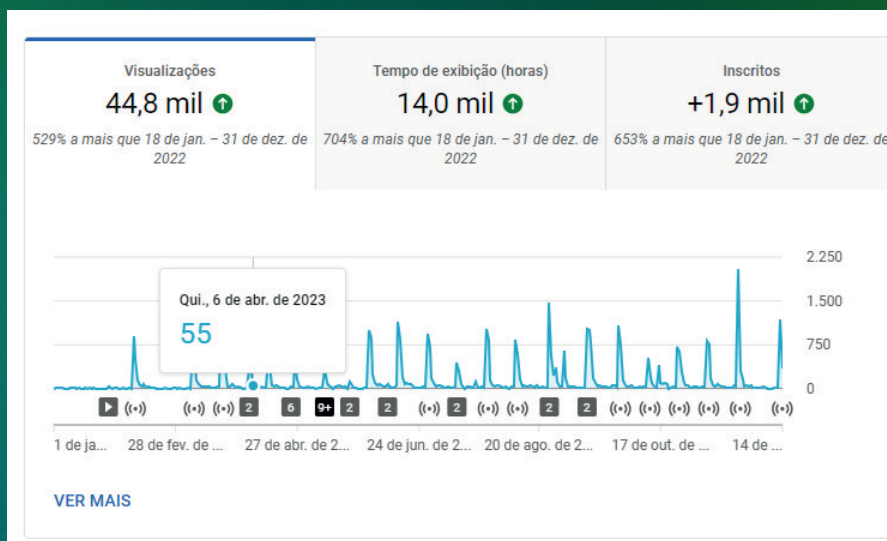 Visualizações
44,8 mil
529% a mais que 18 de jan. – 31 de dez. de
2022
Tempo de exibição (horas)
14,0 mil
704% a mais que 18 de jan. – 31 de dez. de
2022
Inscritos
+1,9 mil
653% a mais que 18 de jan. – 31 de dez. de
2022
Qui., 6 de abr. de 2023
55
2.250
1.500
750
0
2 6 9+ 2 2 2 2 2
1 de ja... 28 de fev. de ... 27 de abr. de 2... 24 de jun. de 2... 20 de ago. de 2... 17 de out. de ... 14 de ...
VER MAIS